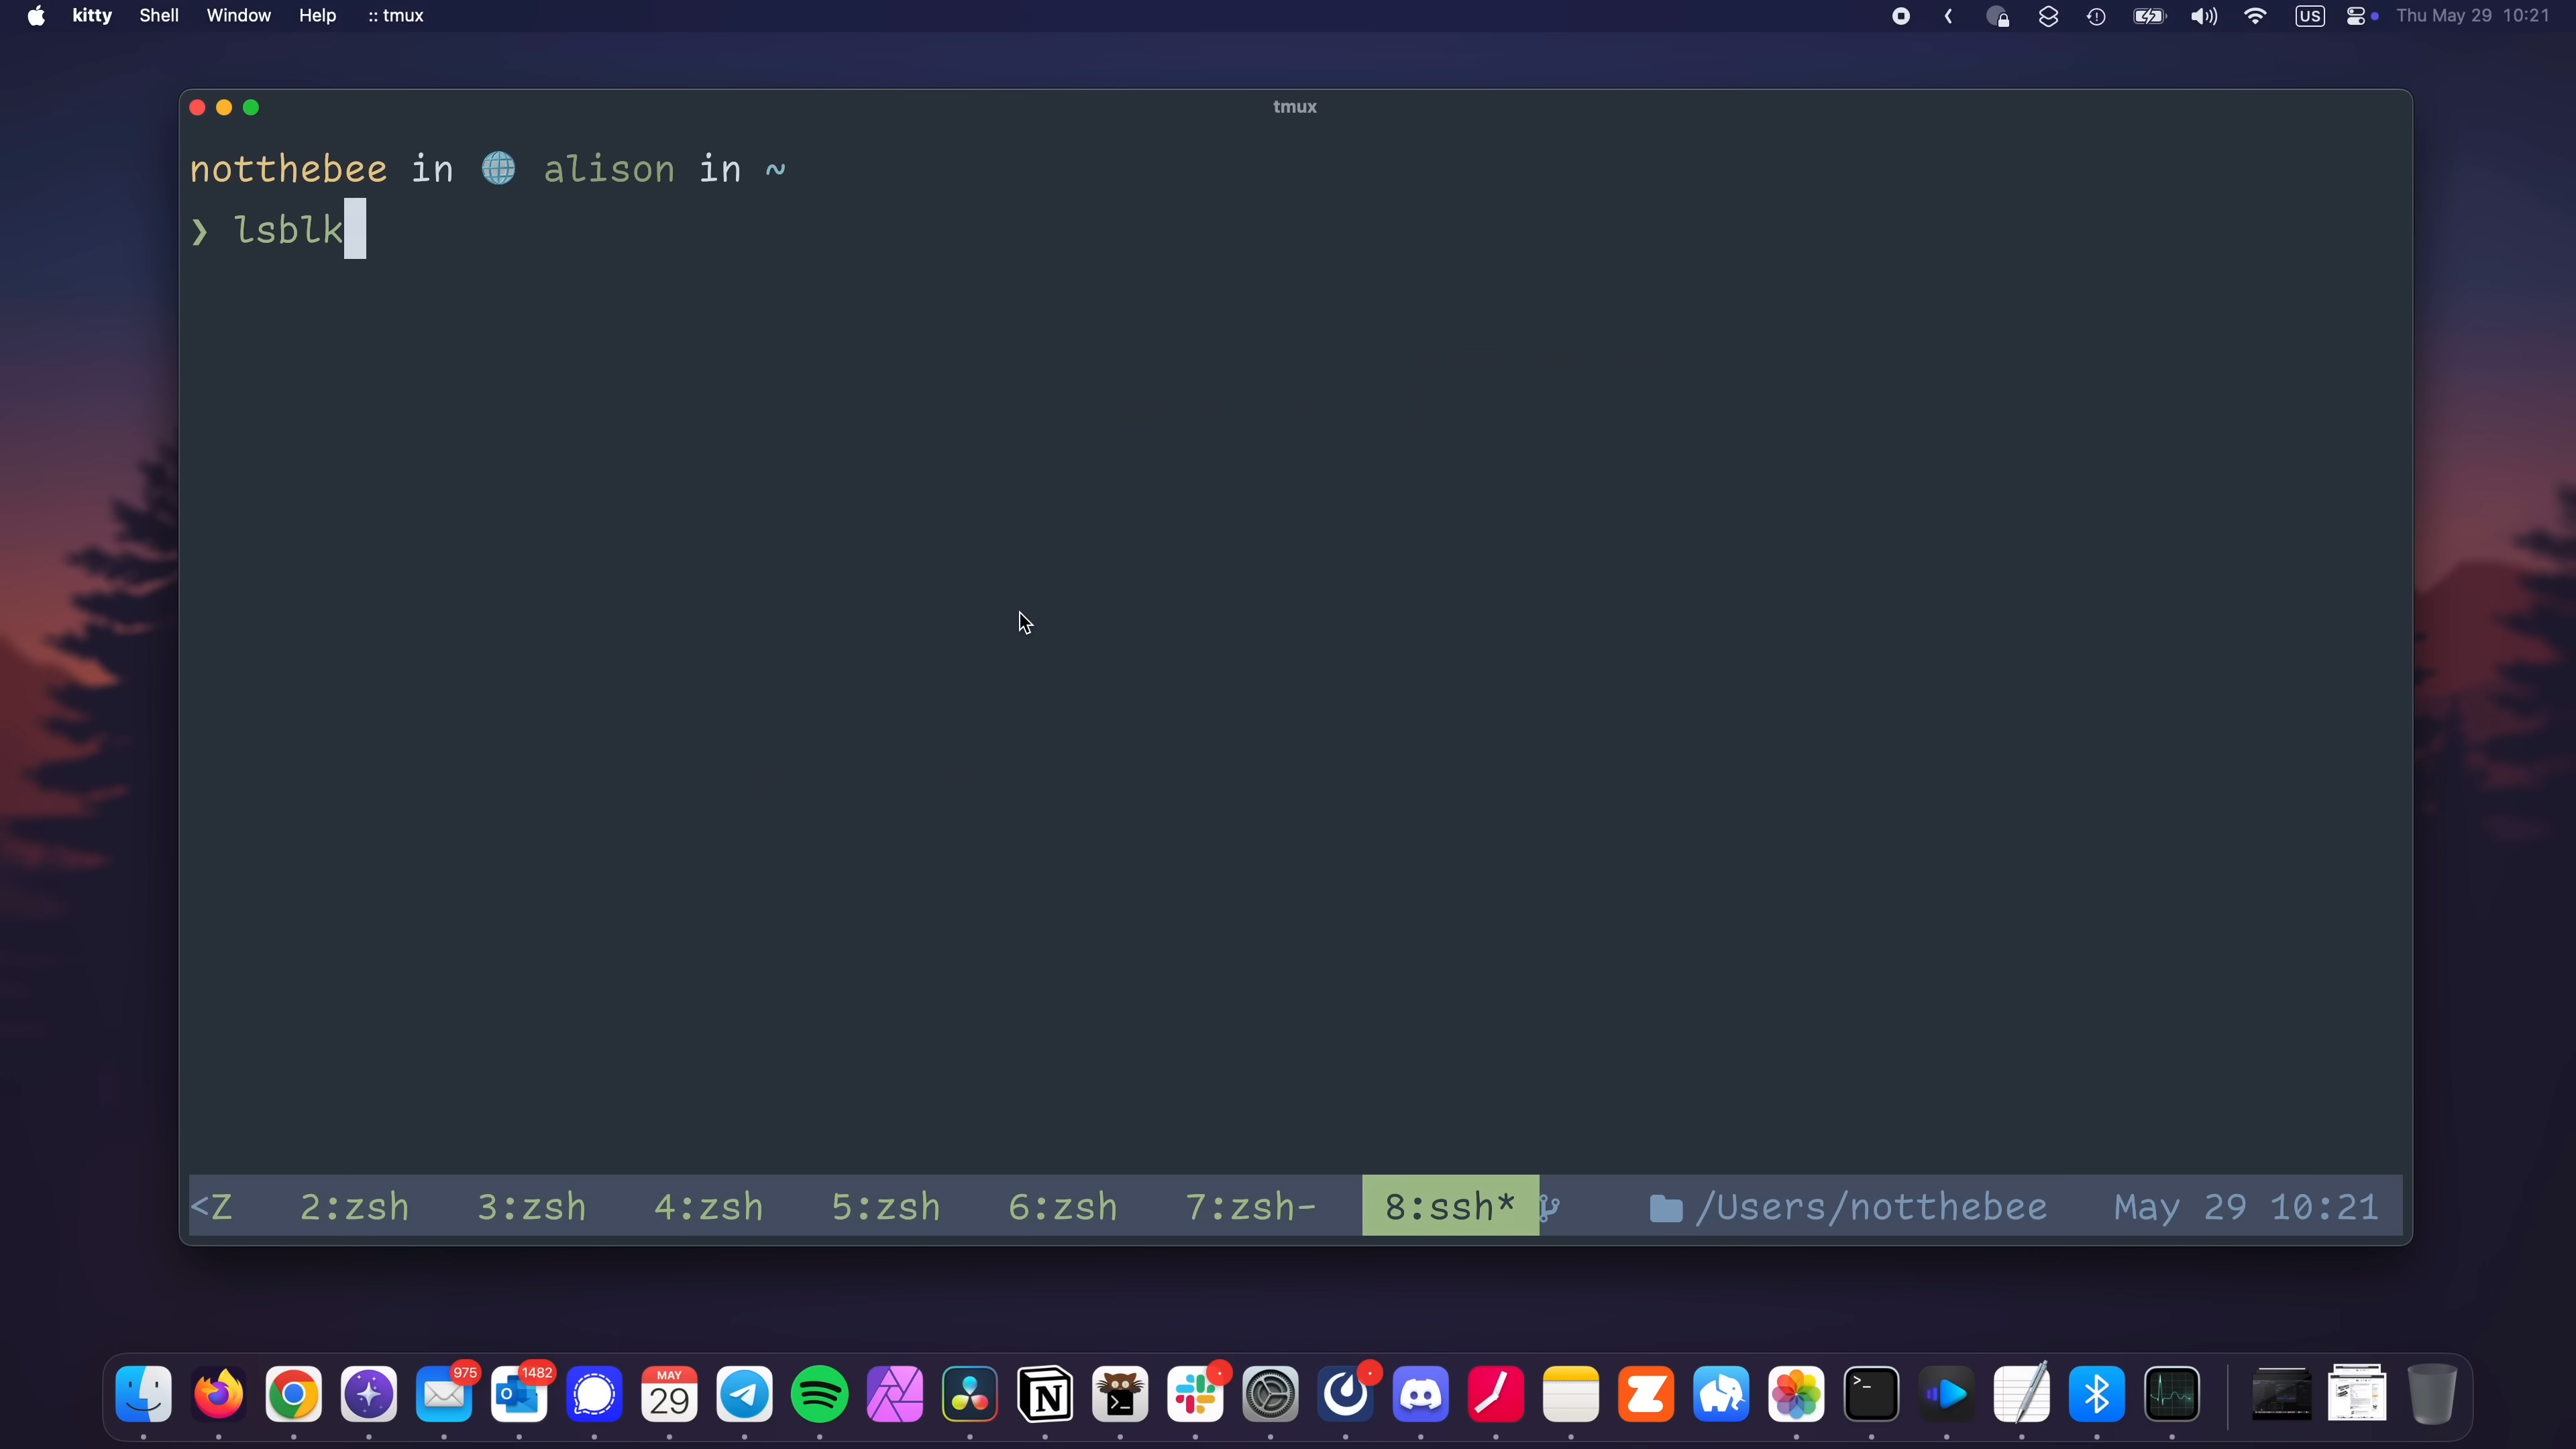 kitty Shell Window Help :: tmux US Thu May 29 10:21
tmux
notthebee in 🌐 alison in ~
❯ lsblk
<Z 2:zsh 3:zsh 4:zsh 5:zsh 6:zsh 7:zsh- 8:ssh* /Users/notthebee May 29 10:21
975 1482 MAY
29